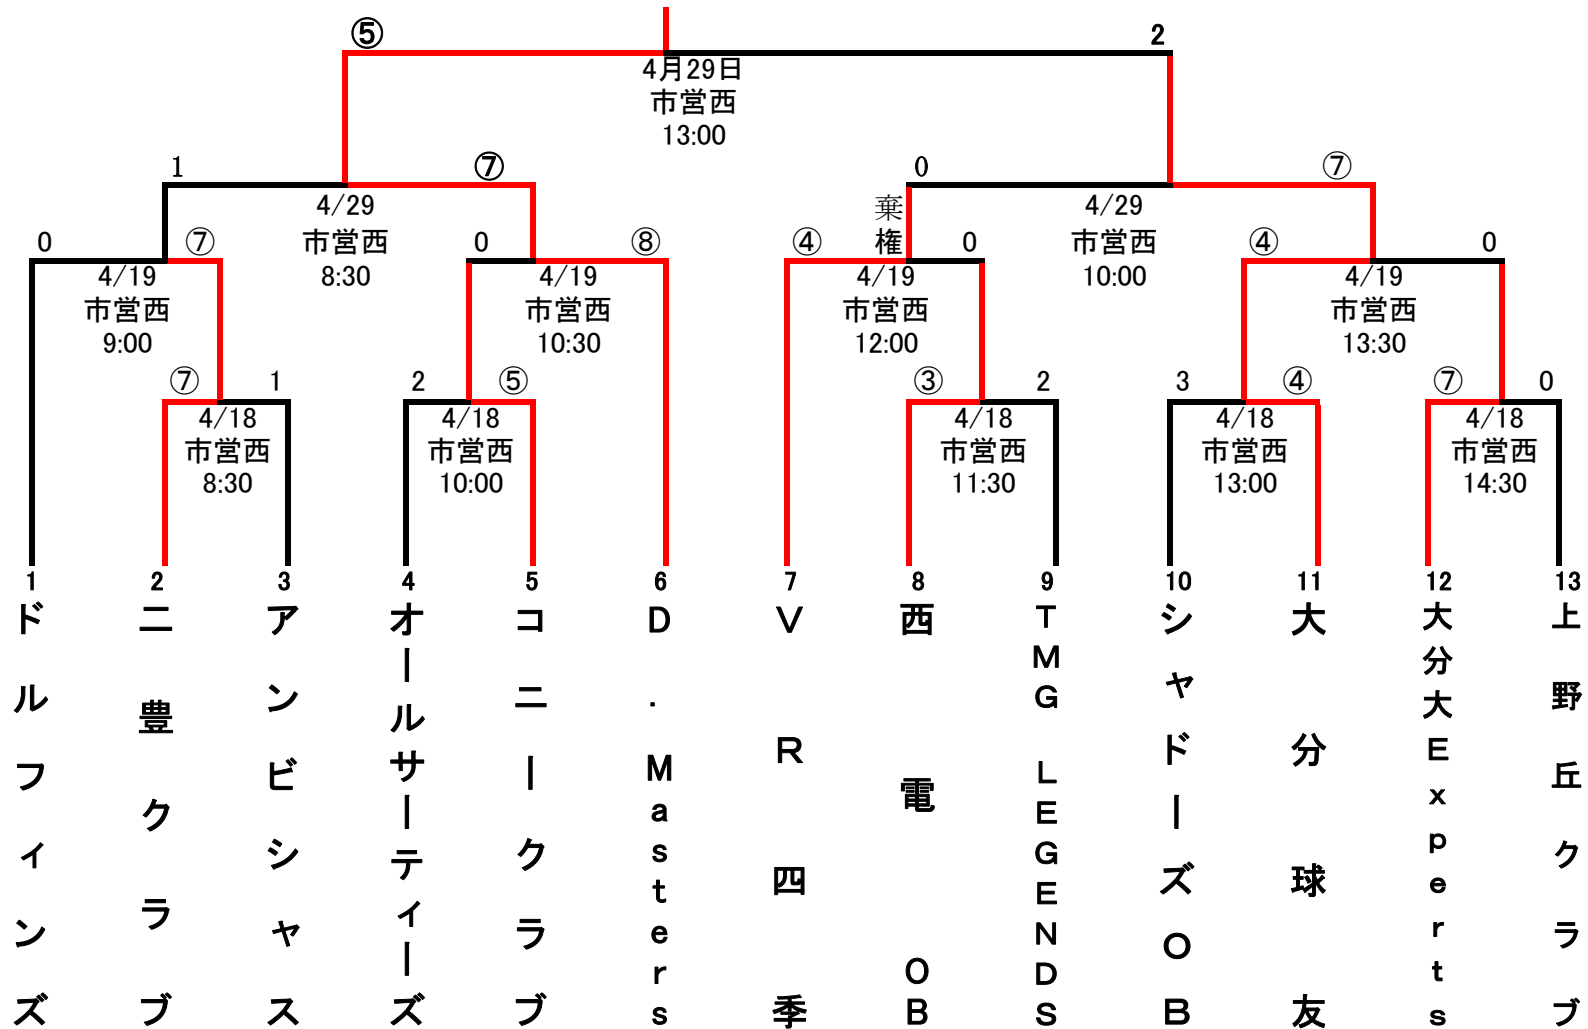 ⑤ 2
4月29日
市営西
13:00
1 ⑦ 0 ⑦
4/29
市営西
8:30
棄権
4/29
市営西
10:00
0 ⑦ 0 ⑧ ④ 0 ④ 0
4/19
市営西
9:00
4/19
市営西
10:30
4/19
市営西
12:00
4/19
市営西
13:30
⑦ 1 2 ⑤ ③ 2 3 ④ ⑦ 0
4/18
市営西
8:30
4/18
市営西
10:00
4/18
市営西
11:30
4/18
市営西
13:00
4/18
市営西
14:30
1 2 3 4 5 6 7 8 9 10 11 12 13
ドルフィンズ
二豊クラブ
アンビシャス
オールサーティーズ
コニークラブ
D.Masters
VR四季
西電OB
TMG LEGENDS
シャドーズOB
大分球友
大分大Experts
上野丘クラブ